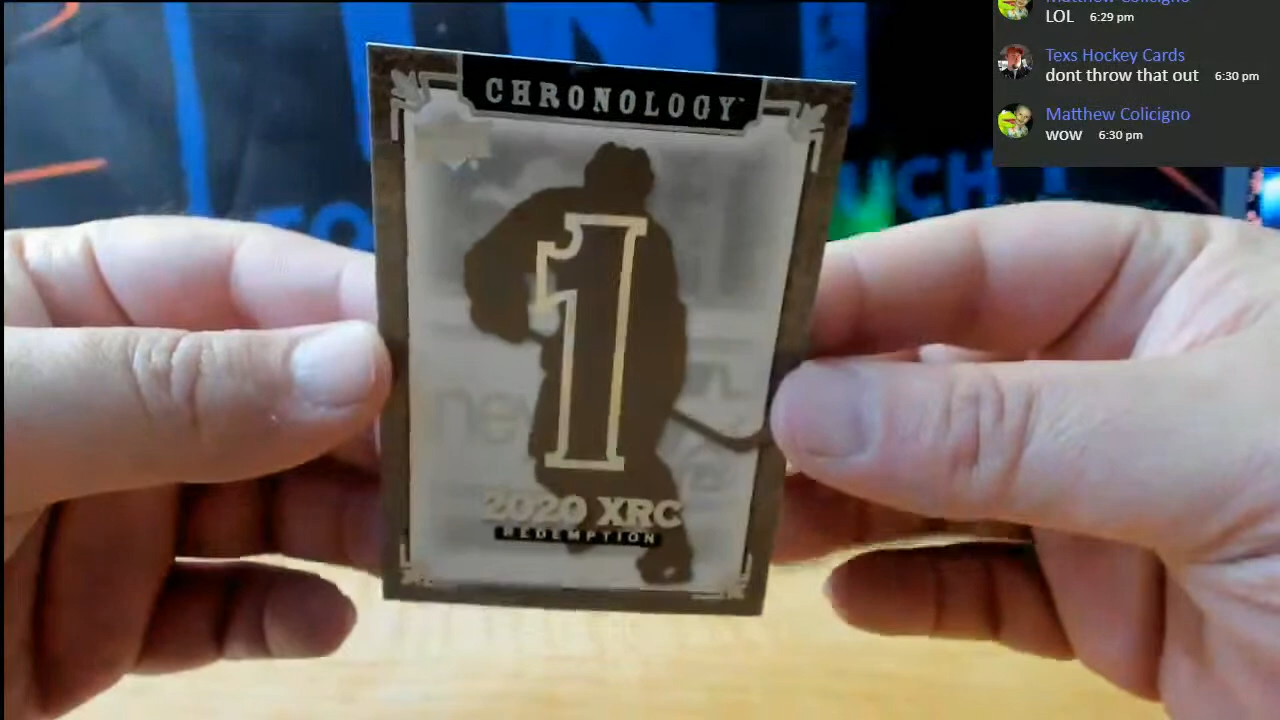 LOL 6:29 pm
Texs Hockey Cards
dont throw that out 6:30 pm
Matthew Colicigno
WOW 6:30 pm
CHRONOLOGY
1
2020 XRC
REDEMPTION